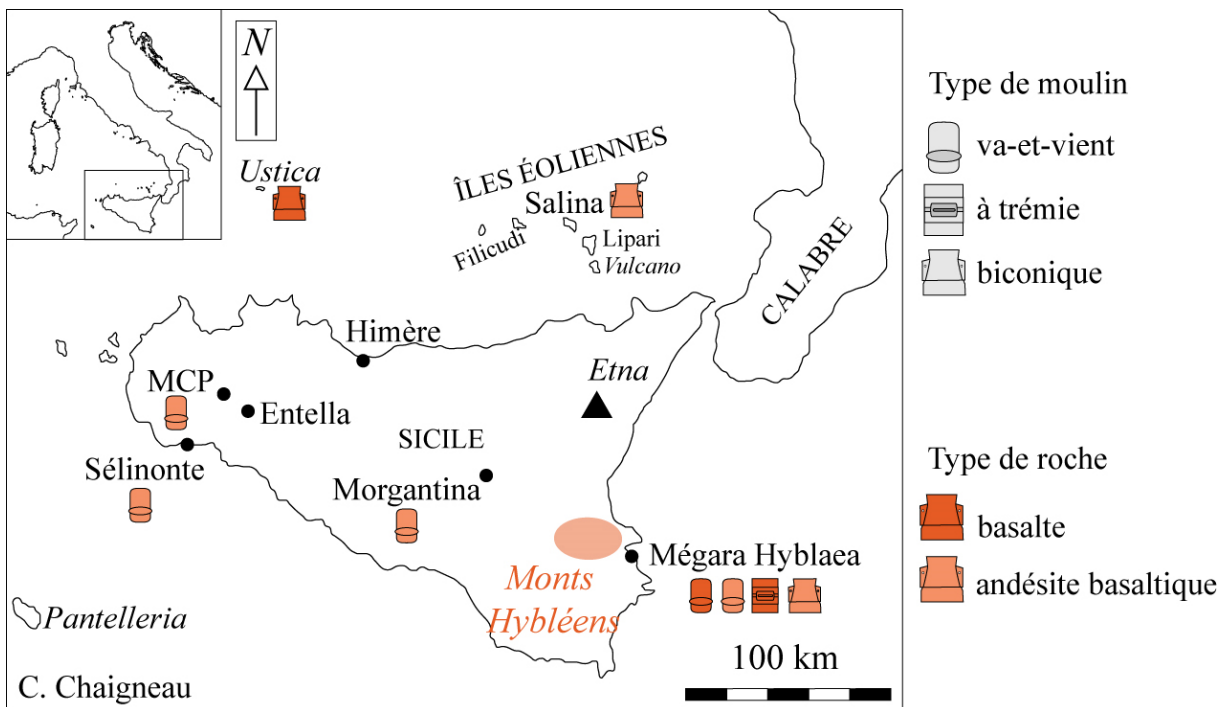 N
Ustica
ÎLES ÉOLIENNES
Salina
Filicudi
Lipari
Vulcano
CALABRE
Himère
Etna
MCP
Entella
SICILE
Sélinonte
Morgantina
Mégara Hyblaea
Monts
Hybléens
Pantelleria
100 km
C. Chaigneau
Type de moulin
va-et-vient
à trémie
biconique
Type de roche
basalte
andésite basaltique